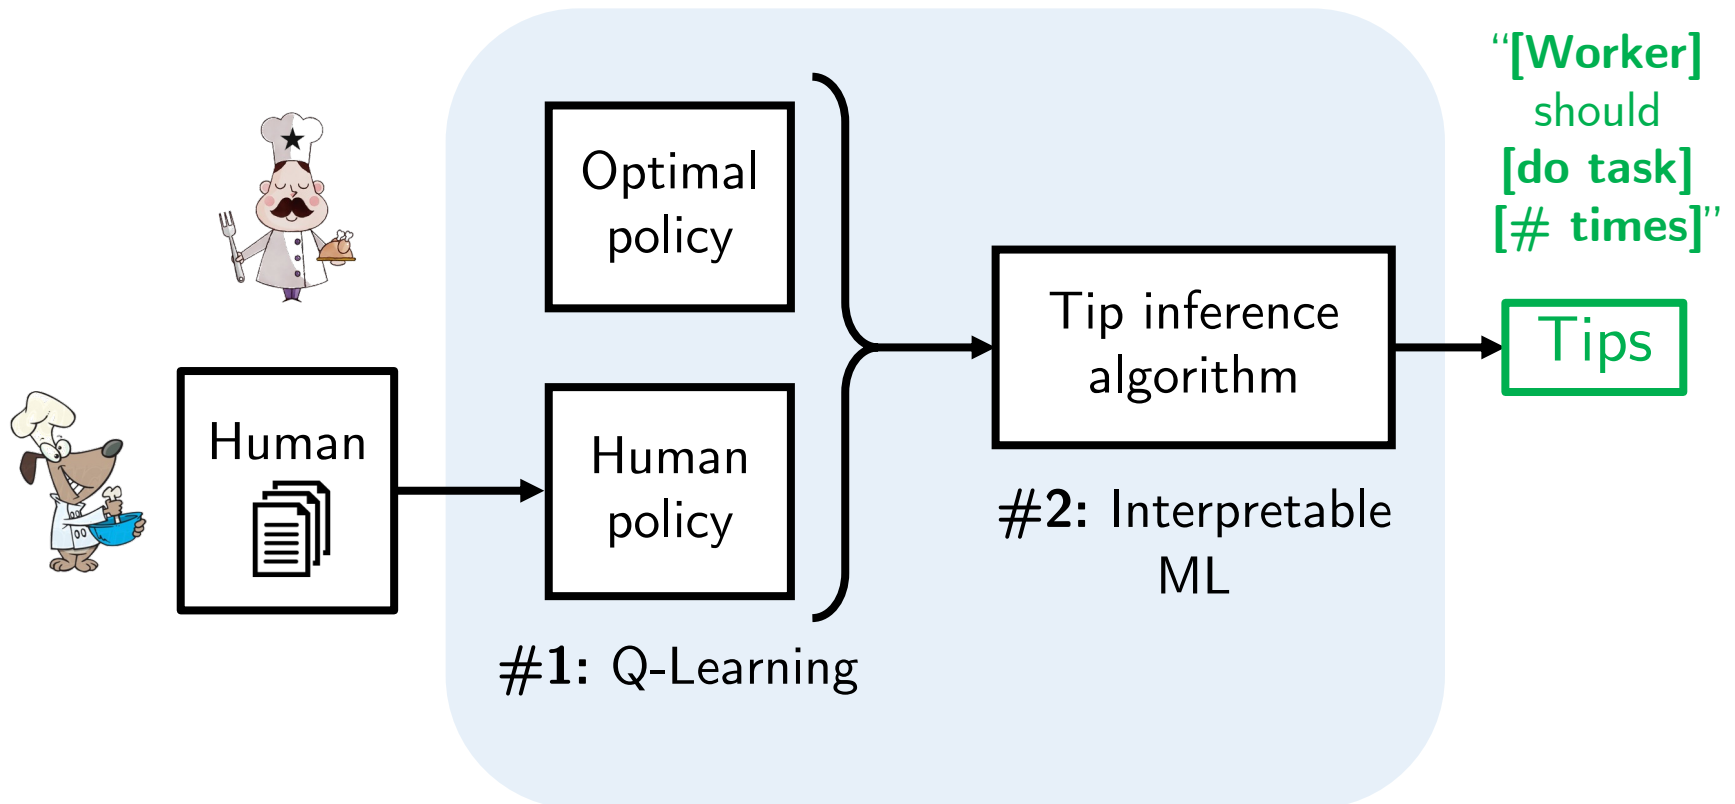 Human
Optimal
policy
Human
policy
#1: Q-Learning
Tip inference
algorithm
#2: Interpretable
ML
“[Worker]
should
[do task]
[# times]”
Tips